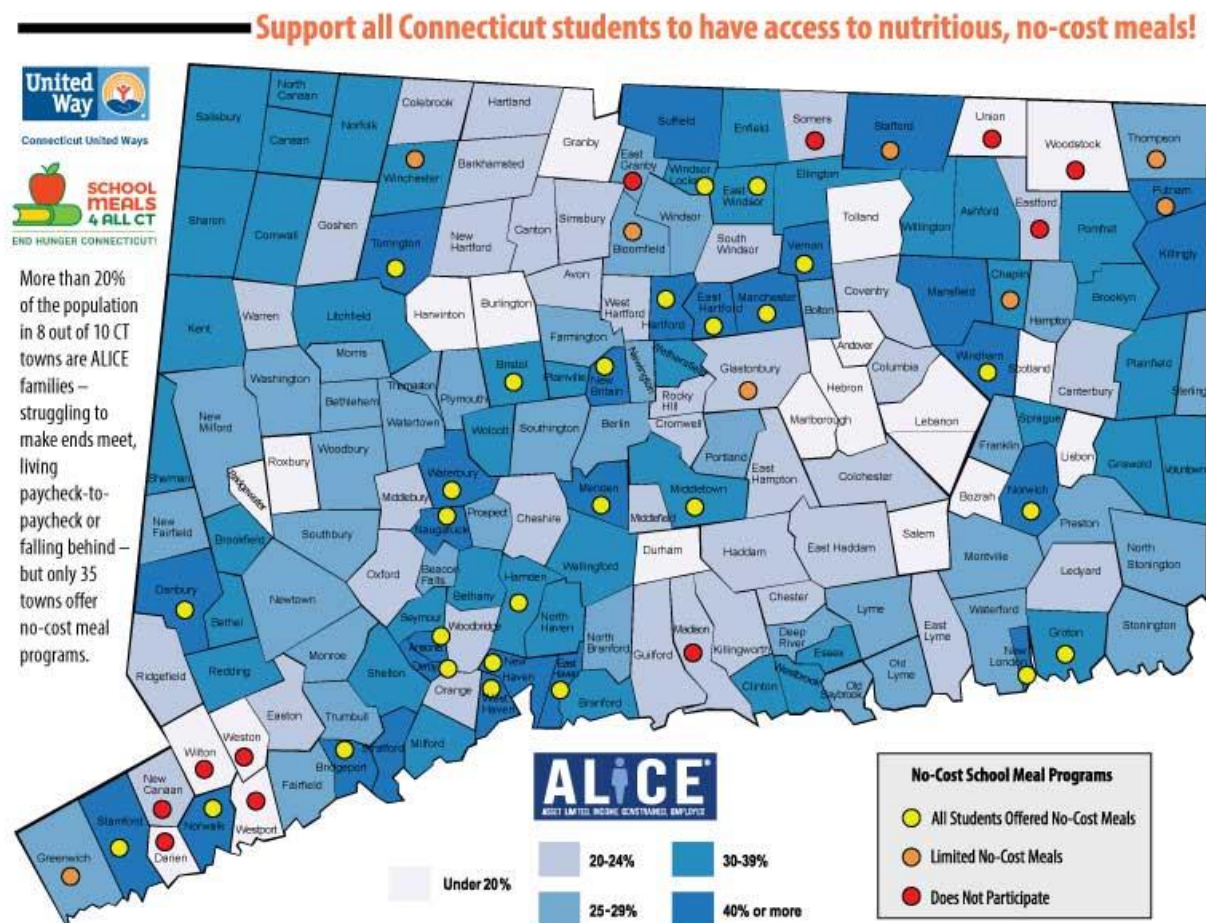 Support all Connecticut students to have access to nutritious, no-cost meals!
United
Way
Connecticut United Ways
SCHOOL
MEALS
4 ALL CT
END HUNGER CONNECTICUT!
More than 20%
of the population
in 8 out of 10 CT
towns are ALICE
families –
struggling to
make ends meet,
living
paycheck-to-
paycheck or
falling behind –
but only 35
towns offer
no-cost meal
programs.
Salisbury
North
Canaan
Canaan
Norfolk
Colebrook
Hartland
Granby
Suffield
Enfield
Somers
Stafford
Union
Woodstock
Thompson
Winchester
Barkhamsted
East
Granby
Windsor
Locks
East
Windsor
Ellington
Putnam
Sharon
Cornwall
Goshen
Torrington
New
Hartford
Canton
Simsbury
Bloomfield
Windsor
South
Windsor
Vernon
Tolland
Willington
Ashford
Eastford
Pomfret
Killingly
Kent
Warren
Litchfield
Harwinton
Burlington
Avon
West
Hartford
Hartford
East
Hartford
Manchester
Bolton
Coventry
Mansfield
Chaplin
Hampton
Brooklyn
Washington
Morris
Bethlehem
Thomaston
Plymouth
Bristol
Farmington
Plainville
New
Britain
Newington
Wethersfield
Rocky
Hill
Glastonbury
Andover
Columbia
Hebron
Marlborough
Windham
Scotland
Canterbury
Plainfield
Sterling
New
Milford
Roxbury
Bridgewater
Woodbury
Watertown
Wolcott
Southington
Berlin
Cromwell
Portland
East
Hampton
Lebanon
Colchester
Franklin
Sprague
Lisbon
Griswold
Voluntown
Sherman
New
Fairfield
Brookfield
Southbury
Middlebury
Waterbury
Naugatuck
Prospect
Cheshire
Meriden
Middletown
Middlefield
Bozrah
Norwich
Preston
North
Stonington
Danbury
Bethel
Newtown
Oxford
Beacon
Falls
Bethany
Hamden
Wallingford
Durham
Haddam
East Haddam
Salem
Montville
Ledyard
Ridgefield
Redding
Monroe
Shelton
Seymour
Ansonia
Derby
Woodbridge
North
Haven
North
Branford
Guilford
Madison
Killingworth
Chester
Deep
River
Essex
Lyme
East
Lyme
Waterford
New
London
Groton
Stonington
Wilton
Weston
Easton
Trumbull
Stratford
Orange
Milford
New
Haven
West
Haven
East
Haven
Branford
Clinton
Westbrook
Old
Saybrook
Old
Lyme
Greenwich
Stamford
New
Canaan
Darien
Norwalk
Westport
Fairfield
Bridgeport
ALICE®
ASSET LIMITED, INCOME CONSTRAINED, EMPLOYED
Under 20%
20-24%
25-29%
30-39%
40% or more
No-Cost School Meal Programs
All Students Offered No-Cost Meals
Limited No-Cost Meals
Does Not Participate